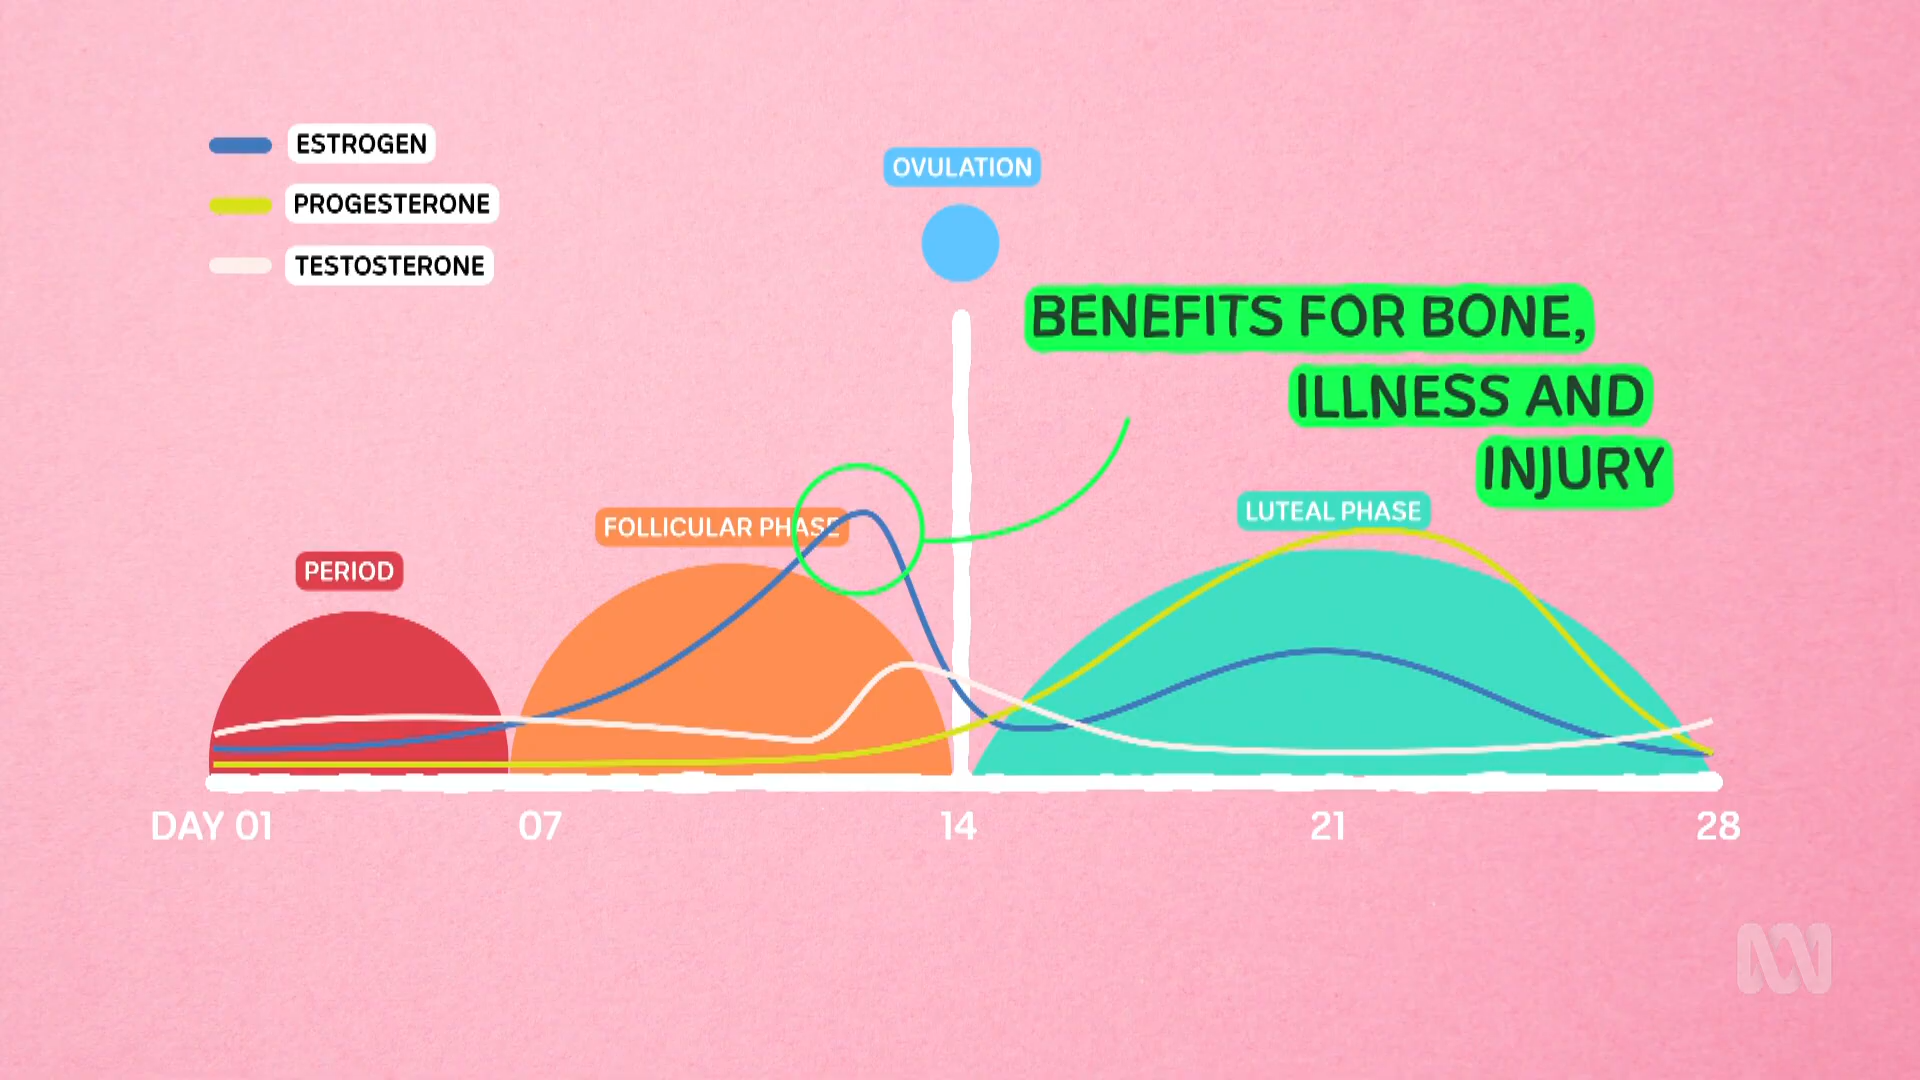 ESTROGEN
PROGESTERONE
TESTOSTERONE
OVULATION
BENEFITS FOR BONE,
ILLNESS AND
INJURY
LUTEAL PHASE
FOLLICULAR PHASE
PERIOD
DAY 01 07 14 21 28